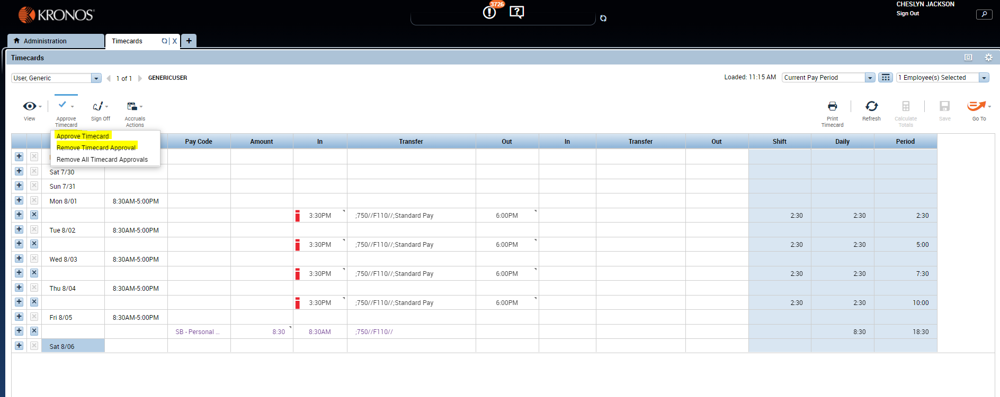 KRONOS
3726
CHESLYN JACKSON
Sign Out
Administration
Timecards
X
+
Timecards
User, Generic
1 of 1
GENERICUSER
Loaded: 11:15 AM
Current Pay Period
1 Employee(s) Selected
View
Approve Timecard
Sign Off
Accruals Actions
Print Timecard
Refresh
Calculate Totals
Save
Go To
Approve Timecard
Remove Timecard Approval
Remove All Timecard Approvals
Pay Code Amount In Transfer Out In Transfer Out Shift Daily Period
Sat 7/30
Sun 7/31
Mon 8/01 8:30AM-5:00PM
3:30PM ;750//F110//;Standard Pay 6:00PM 2:30 2:30 2:30
Tue 8/02 8:30AM-5:00PM
3:30PM ;750//F110//;Standard Pay 6:00PM 2:30 2:30 5:00
Wed 8/03 8:30AM-5:00PM
3:30PM ;750//F110//;Standard Pay 6:00PM 2:30 2:30 7:30
Thu 8/04 8:30AM-5:00PM
3:30PM ;750//F110//;Standard Pay 6:00PM 2:30 2:30 10:00
Fri 8/05 8:30AM-5:00PM
SB - Personal ... 8:30 8:30AM ;750//F110// 8:30 18:30
Sat 8/06